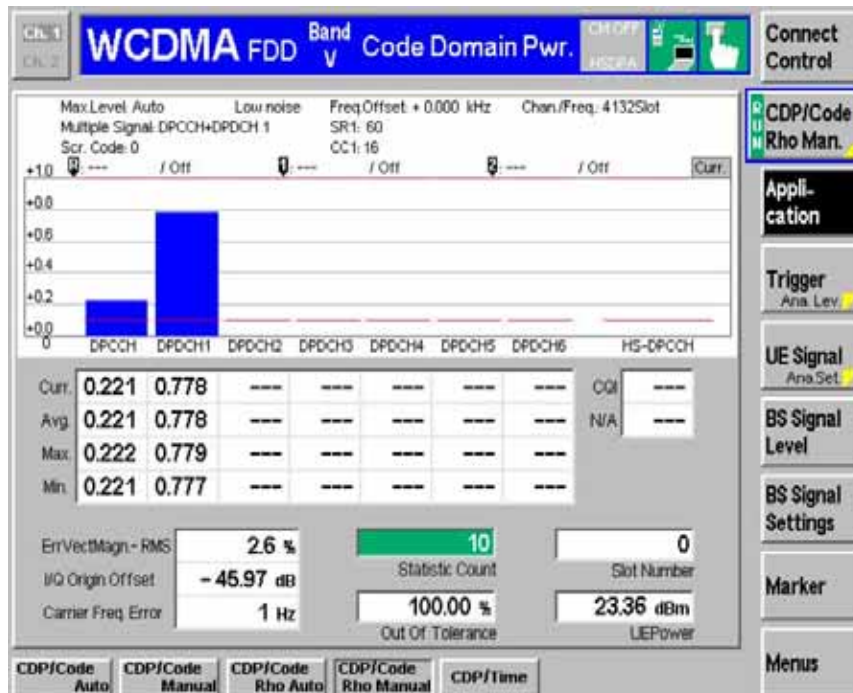 Ch. 1
Ch. 2
WCDMA FDD Band V Code Domain Pwr.
CM OFF
HSDPA
Connect Control
Max.Level: Auto Low noise Freq.Offset: + 0.000 kHz Chan./Freq.: 4132Slot
Multiple Signal: DPCCH+DPDCH 1 SR1: 60
Scr. Code: 0 CC1: 16
+1.0 R: --- / Off 1: --- / Off 2: --- / Off Curr.
+0.8
+0.6
+0.4
+0.2
+0.0
0 DPCCH DPDCH1 DPDCH2 DPDCH3 DPDCH4 DPDCH5 DPDCH6 HS-DPCCH
Curr. 0.221 0.778 --- --- --- --- --- CQI ---
Avg. 0.221 0.778 --- --- --- --- --- N/A ---
Max. 0.222 0.779 --- --- --- --- ---
Min. 0.221 0.777 --- --- --- --- ---
ErrVectMagn.- RMS 2.6 % 10 0
Statistic Count Slot Number
I/Q Origin Offset - 45.97 dB
Carrier Freq. Error 1 Hz 100.00 % 23.36 dBm
Out Of Tolerance UEPower
RUN
CDP/Code Rho Man.
Appli-
cation
Trigger
Ana. Lev.
UE Signal
Ana.Set.
BS Signal
Level
BS Signal
Settings
Marker
Menus
CDP/Code Auto
CDP/Code Manual
CDP/Code Rho Auto
CDP/Code Rho Manual
CDP/Time